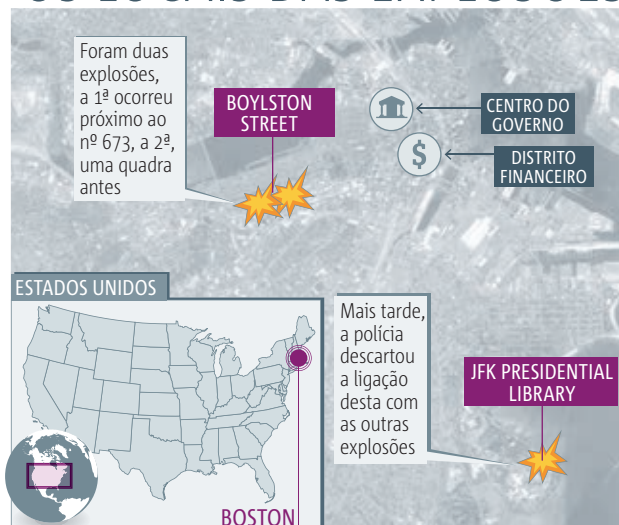 Foram duas
explosões,
a 1ª ocorreu
próximo ao
nº 673, a 2ª,
uma quadra
antes
BOYLSTON
STREET
CENTRO DO
GOVERNO
$
DISTRITO
FINANCEIRO
ESTADOS UNIDOS
BOSTON
Mais tarde,
a polícia
descartou
a ligação
desta com
as outras
explosões
JFK PRESIDENTIAL
LIBRARY